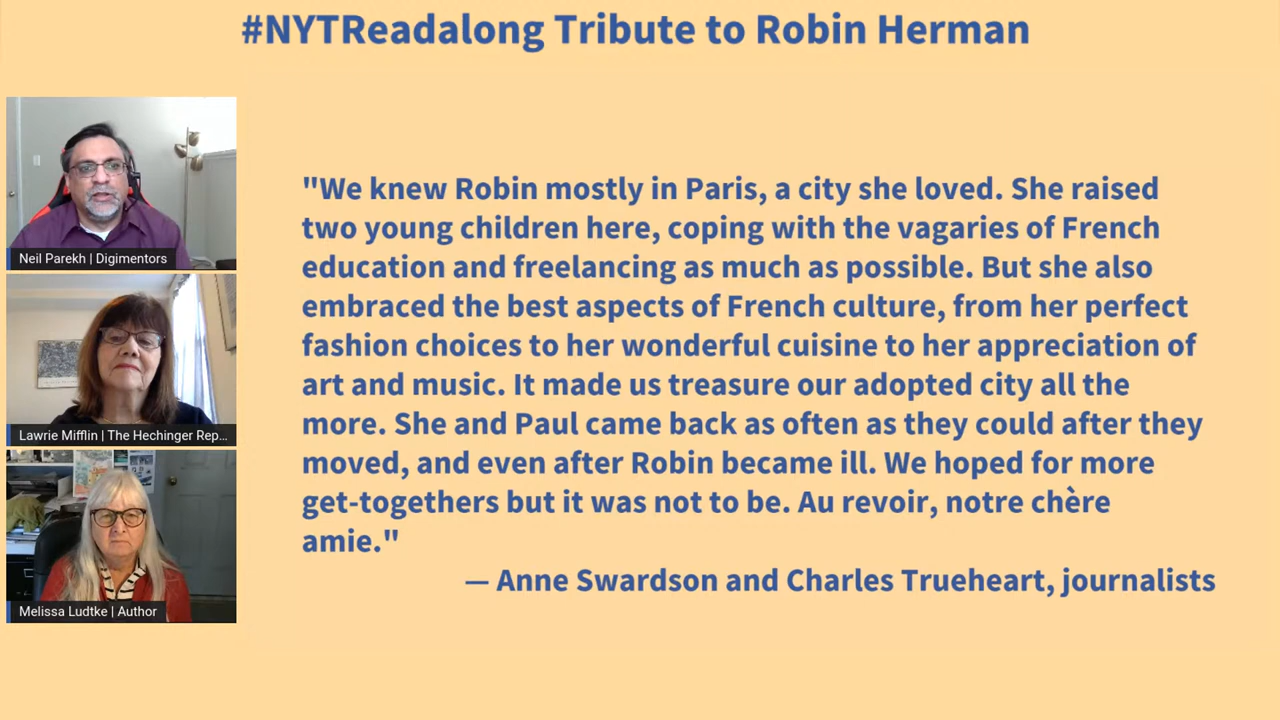 #NYTReadalong Tribute to Robin Herman
Neil Parekh | Digimentors
Lawrie Mifflin | The Hechinger Rep...
Melissa Ludtke | Author
"We knew Robin mostly in Paris, a city she loved. She raised
two young children here, coping with the vagaries of French
education and freelancing as much as possible. But she also
embraced the best aspects of French culture, from her perfect
fashion choices to her wonderful cuisine to her appreciation of
art and music. It made us treasure our adopted city all the
more. She and Paul came back as often as they could after they
moved, and even after Robin became ill. We hoped for more
get-togethers but it was not to be. Au revoir, notre chère
amie."
— Anne Swardson and Charles Trueheart, journalists